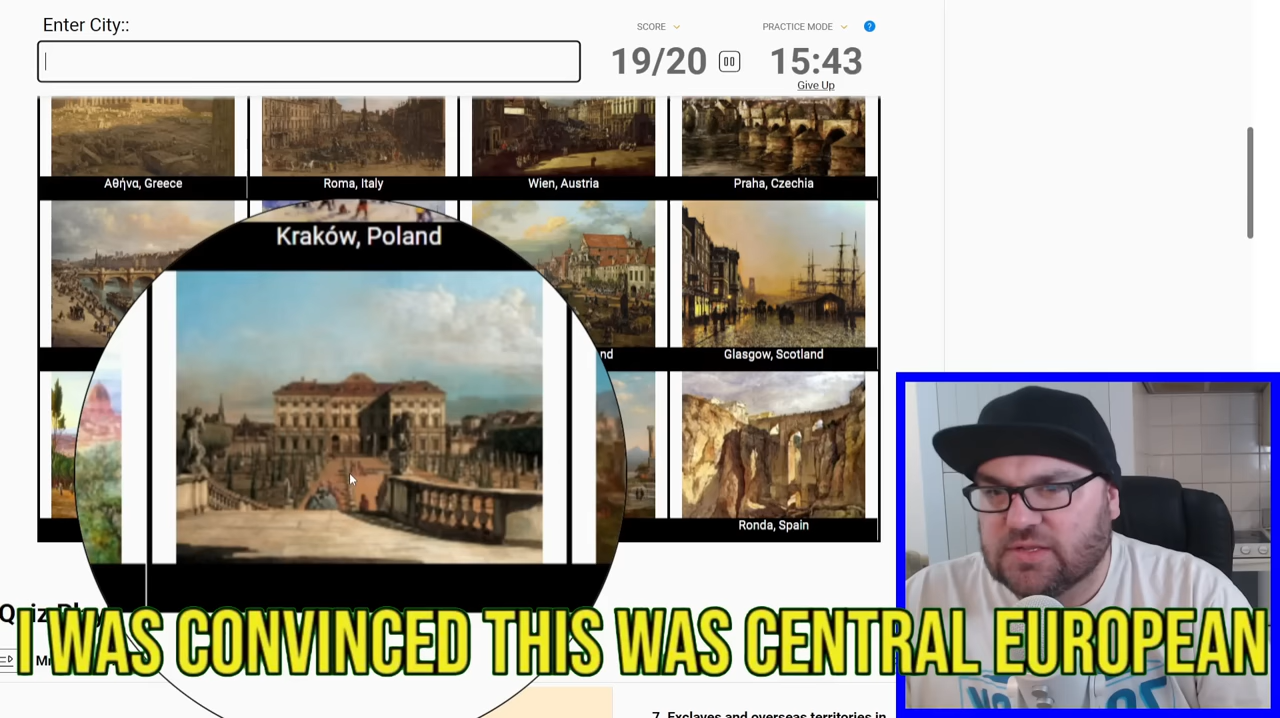 Enter City::
SCORE
PRACTICE MODE
?
19/20
15:43
Give Up
Αθήνα, Greece
Roma, Italy
Wien, Austria
Praha, Czechia
Kraków, Poland
nd
Glasgow, Scotland
Ronda, Spain
I WAS CONVINCED THIS WAS CENTRAL EUROPEAN
7. Exclaves and overseas territories in